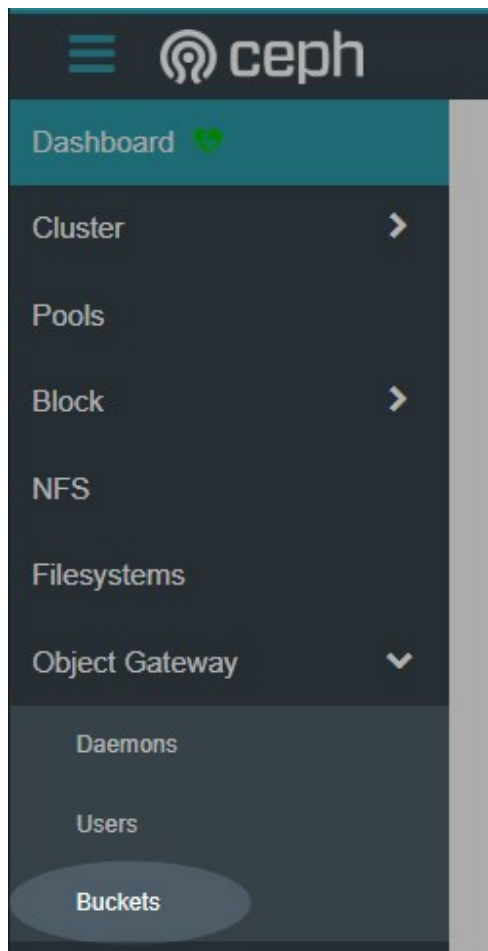 ceph
Dashboard
Cluster
Pools
Block
NFS
Filesystems
Object Gateway
Daemons
Users
Buckets